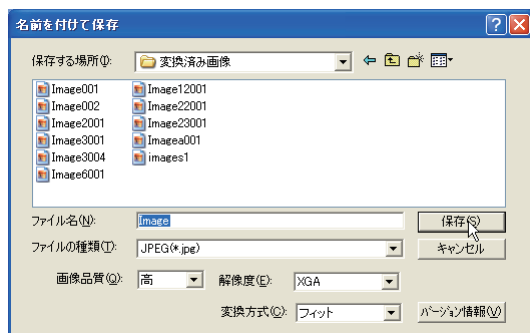 名前を付けて保存
保存する場所(I): 変換済み画像
Image001 Image12001
Image002 Image22001
Image2001 Image23001
Image3001 Imagea001
Image3004 images1
Image6001
ファイル名(N): Image 保存(S)
ファイルの種類(T): JPEG(*.jpg) キャンセル
画像品質(Q): 高 解像度(E): XGA
変換方式(C): フィット バージョン情報(V)